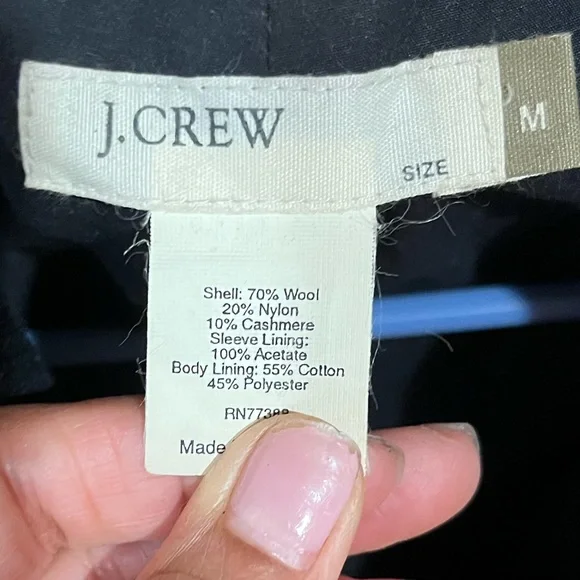 J.CREW
M
SIZE
Shell: 70% Wool
20% Nylon
10% Cashmere
Sleeve Lining:
100% Acetate
Body Lining: 55% Cotton
45% Polyester
RN77388
Made